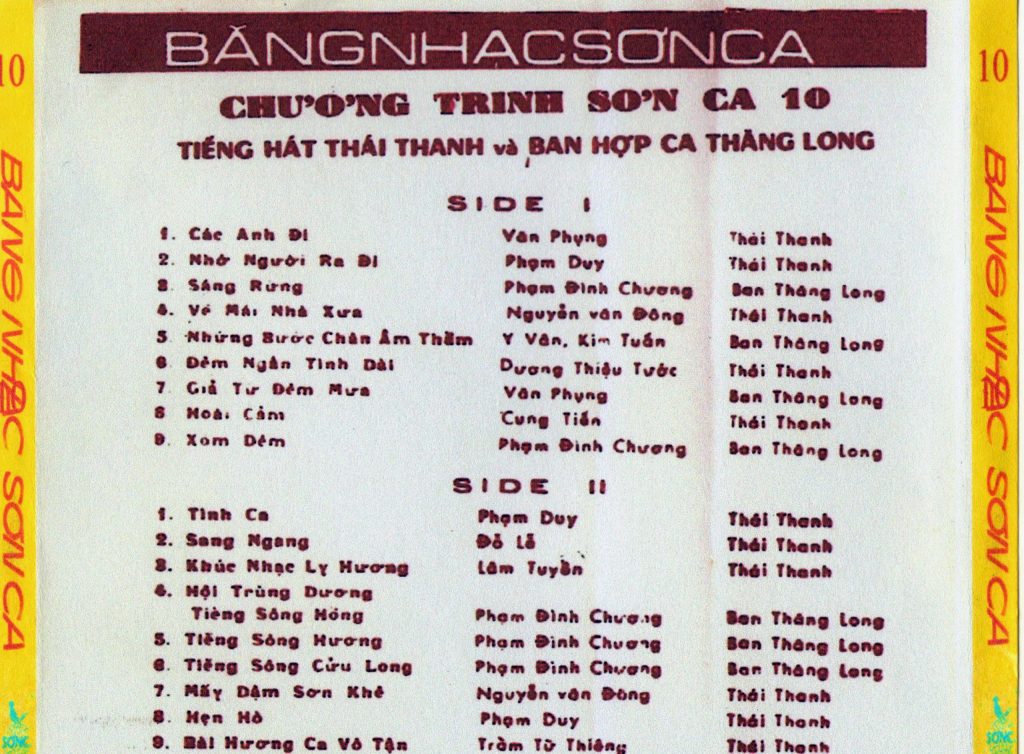 BĂNGNHẠCSƠNCA
CHƯƠNG TRINH SƠN CA 10
TIẾNG HÁT THÁI THANH và BAN HỢP CA THĂNG LONG
SIDE I
1. Các Anh Đi Văn Phụng Thái Thanh
2. Nhớ Người Ra Đi Phạm Duy Thái Thanh
3. Sáng Rừng Phạm Đình Chương Ban Thăng Long
4. Về Mái Nhà Xưa Nguyễn văn Đông Thái Thanh
5. Những Bước Chân Âm Thầm Y Vân, Kim Tuấn Ban Thăng Long
6. Đêm Ngắn Tình Dài Dương Thiệu Tước Thái Thanh
7. Giã Từ Đêm Mưa Văn Phụng Ban Thăng Long
8 Hoài Cảm Cung Tiến Thái Thanh
9. Xóm Đêm Phạm Đình Chương Ban Thăng Long
SIDE II
1. Tình Ca Phạm Duy Thái Thanh
2. Sang Ngang Đỗ Lễ Thái Thanh
3. Khúc Nhạc Ly Hương Lâm Tuyền Thái Thanh
4. Hội Trùng Dương
Tiếng Sông Hồng Phạm Đình Chương Ban Thăng Long
5. Tiếng Sông Hương Phạm Đình Chương Ban Thăng Long
6. Tiếng Sông Cửu Long Phạm Đình Chương Ban Thăng Long
7. Mấy Dặm Sơn Khê Nguyễn văn Đông Thái Thanh
8. Hẹn Hò Phạm Duy Thái Thanh
9. Bài Hương Ca Vô Tận Trầm Tử Thiêng Thái Thanh
10 BĂNG NHẠC SƠN CA
10 BĂNG NHẠC SƠN CA